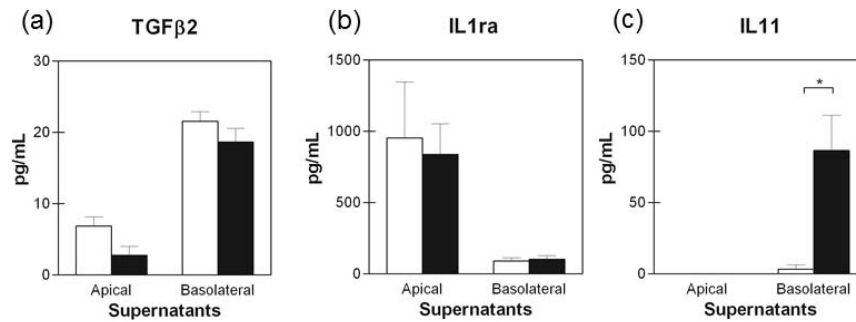 (a)
TGFβ2
30
20
10
0
pg/mL
Apical
Basolateral
Supernatants
(b)
IL1ra
1500
1000
500
0
pg/mL
Apical
Basolateral
Supernatants
(c)
IL11
150
100
50
0
pg/mL
*
Apical
Basolateral
Supernatants